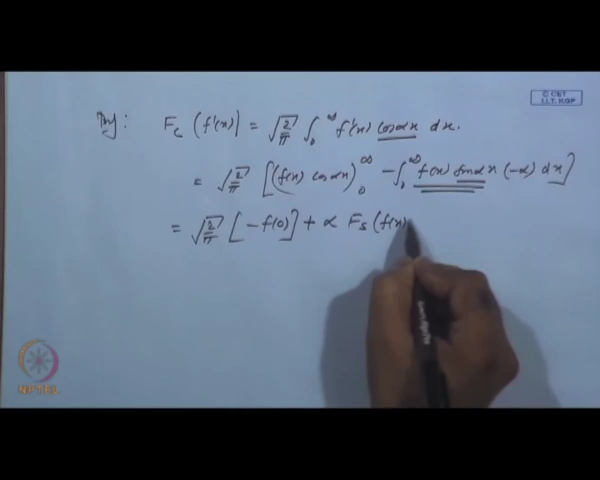 © CET
I.I.T. KGP
Pf: F_c (f'(x)) = √(2/π) ∫_0^∞ f'(x) cos αx dx.
= √(2/π) [(f(x) cos αx)_0^∞ - ∫_0^∞ f(x) sin αx (-α) dx]
= √(2/π) [-f(0)] + α F_s (f(x)
NPTEL